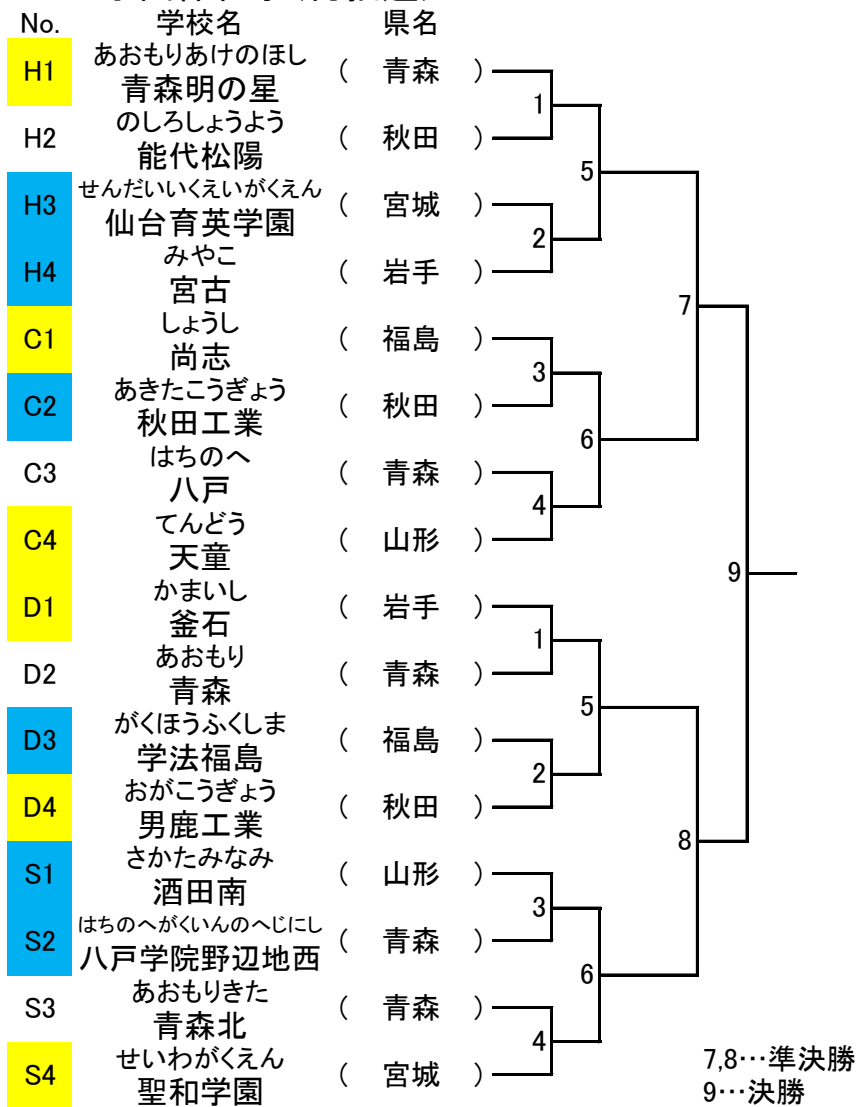 No. 学校名 県名
あおもりあけのほし
H1 青森明の星 ( 青森 )
1
のしろしょうよう
H2 能代松陽 ( 秋田 )
5
せんだいいくえいがくえん
H3 仙台育英学園 ( 宮城 )
2
みやこ
H4 宮古 ( 岩手 )
7
しょうし
C1 尚志 ( 福島 )
3
あきたこうぎょう
C2 秋田工業 ( 秋田 )
6
はちのへ
C3 八戸 ( 青森 )
4
てんどう
C4 天童 ( 山形 )
9
かまいし
D1 釜石 ( 岩手 )
1
あおもり
D2 青森 ( 青森 )
5
がくほうふくしま
D3 学法福島 ( 福島 )
2
おがこうぎょう
D4 男鹿工業 ( 秋田 )
8
さかたみなみ
S1 酒田南 ( 山形 )
3
はちのへがくいんのへじにし
S2 八戸学院野辺地西 ( 青森 )
6
あおもりきた
S3 青森北 ( 青森 )
4
せいわがくえん
S4 聖和学園 ( 宮城 )
7,8…準決勝
9…決勝